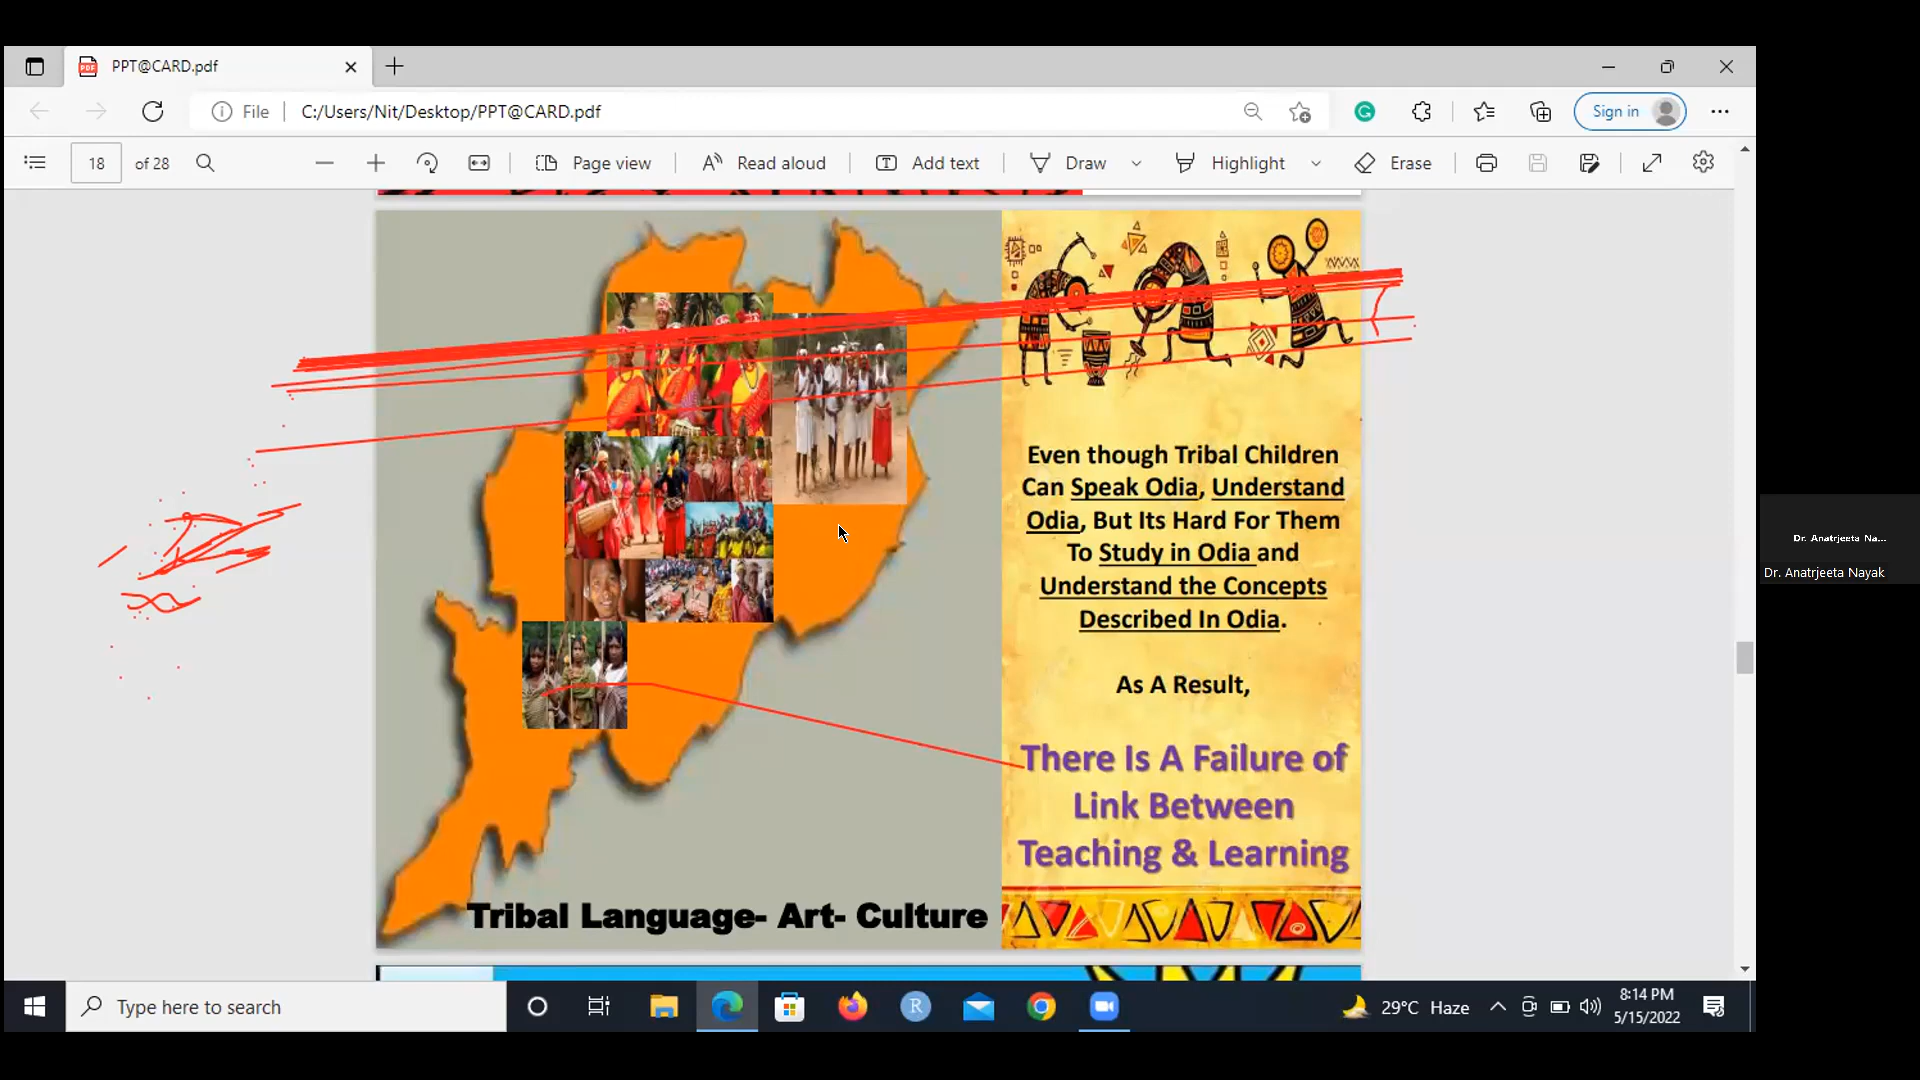 PPT@CARD.pdf
File
C:/Users/Nit/Desktop/PPT@CARD.pdf
Sign in
18 of 28
Page view
Read aloud
Add text
Draw
Highlight
Erase
Even though Tribal Children
Can Speak Odia, Understand
Odia, But Its Hard For Them
To Study in Odia and
Understand the Concepts
Described In Odia.
As A Result,
There Is A Failure of
Link Between
Teaching & Learning
Tribal Language- Art- Culture
Dr. Anatrjeeta Na...
Dr. Anatrjeeta Nayak
Type here to search
29°C Haze
8:14 PM
5/15/2022